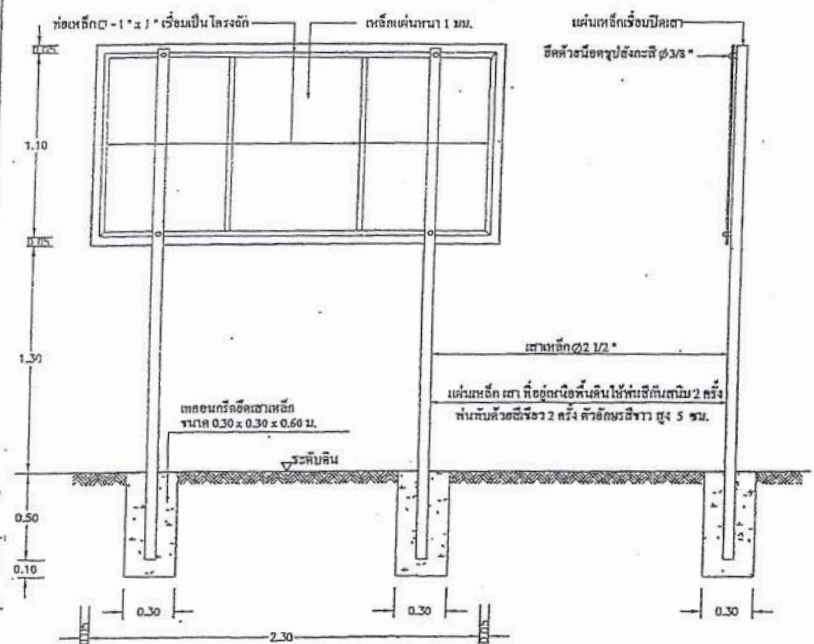 ท่อเหล็ก □ - 1" x 1" เชื่อมเป็นโครงยึด
เหล็กแผ่นหนา 1 มม.
แผ่นเหล็กเชื่อมปิดเสา
ยึดด้วยน็อตชุปสังกะสี Ø3/8"
0.05
1.10
0.05
1.30
เสาเหล็ก Ø2 1/2"
แผ่นเหล็ก เสา ที่อยู่เหนือพื้นดินให้พ่นสีกันสนิม 2 ครั้ง
พ่นทับด้วยสีเขียว 2 ครั้ง ตัวอักษรสีขาว สูง 5 ซม.
เทคอนกรีตยึดเสาเหล็ก
ขนาด 0.30 x 0.30 x 0.60 ม.
ระดับดิน
0.50
0.10
0.30
0.30
0.30
2.30